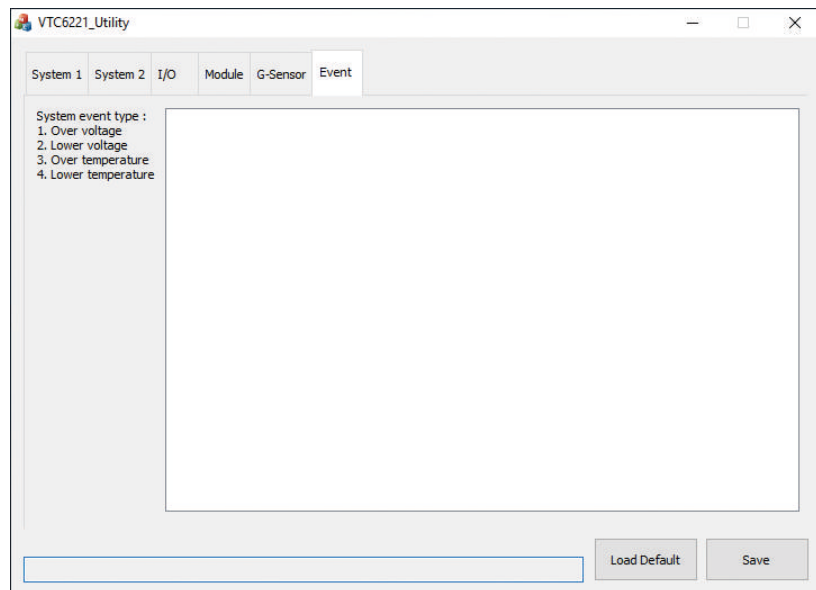 VTC6221_Utility
System 1 System 2 I/O Module G-Sensor Event
System event type :
1. Over voltage
2. Lower voltage
3. Over temperature
4. Lower temperature
Load Default Save